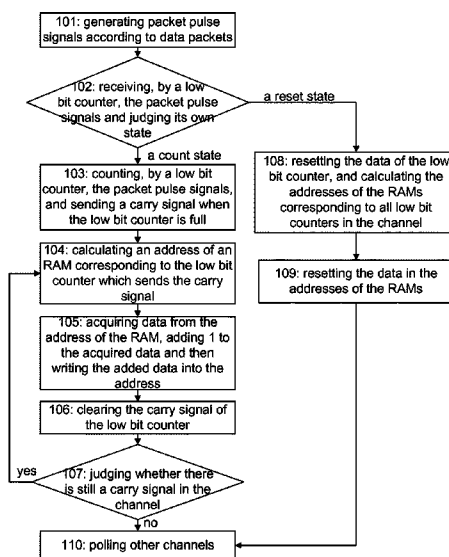 101: generating packet pulse
signals according to data packets
102: receiving, by a low
bit counter, the packet pulse
signals and judging its own
state
a reset state
a count state
103: counting, by a low bit
counter, the packet pulse signals,
and sending a carry signal when
the low bit counter is full
108: resetting the data of the low
bit counter, and calculating the
addresses of the RAMs
corresponding to all low bit
counters in the channel
104: calculating an address of an
RAM corresponding to the low bit
counter which sends the carry
signal
109: resetting the data in the
addresses of the RAMs
105: acquiring data from the
address of the RAM, adding 1 to
the acquired data and then
writing the added data into the
address
106: clearing the carry signal of
the low bit counter
yes
107: judging whether there
is still a carry signal in the
channel
no
110: polling other channels